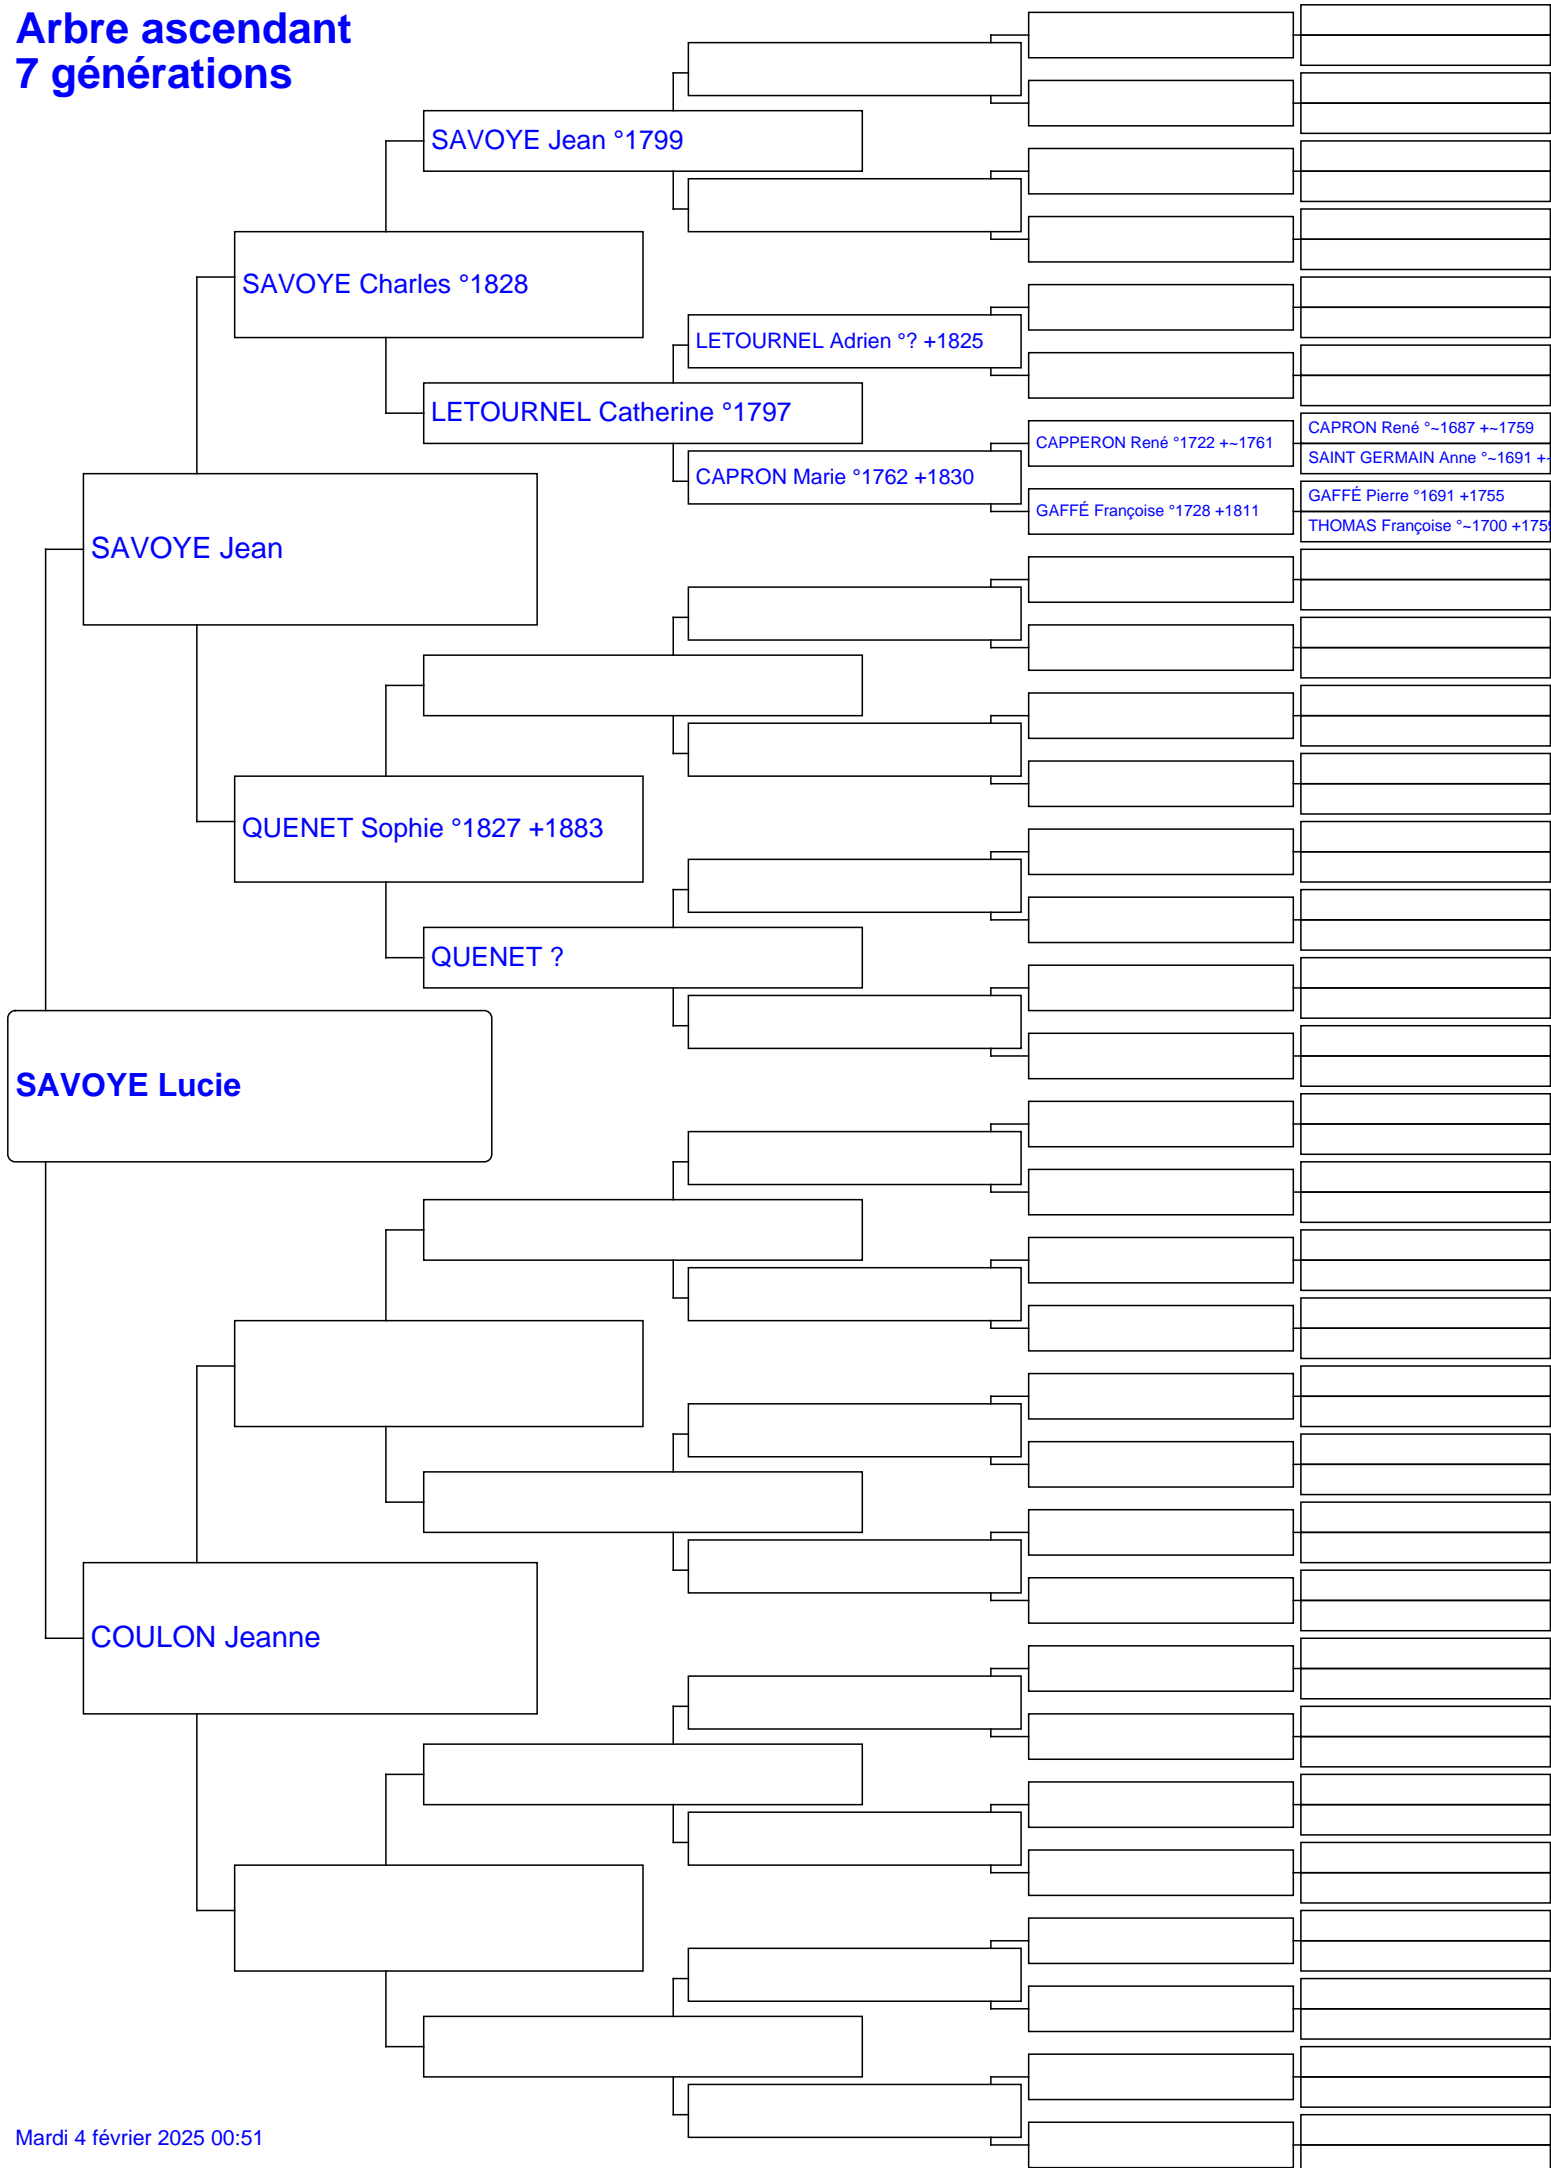 Arbre ascendant
7 générations
SAVOYE Jean °1799
SAVOYE Charles °1828
LETOURNEL Adrien °? +1825
LETOURNEL Catherine °1797
CAPPERON René °1722 +~1761
CAPRON René °~1687 +~1759
SAINT GERMAIN Anne °~1691 +~
CAPRON Marie °1762 +1830
GAFFÉ Françoise °1728 +1811
GAFFÉ Pierre °1691 +1755
THOMAS Françoise °~1700 +1759
SAVOYE Jean
QUENET Sophie °1827 +1883
QUENET ?
SAVOYE Lucie
COULON Jeanne
Mardi 4 février 2025 00:51